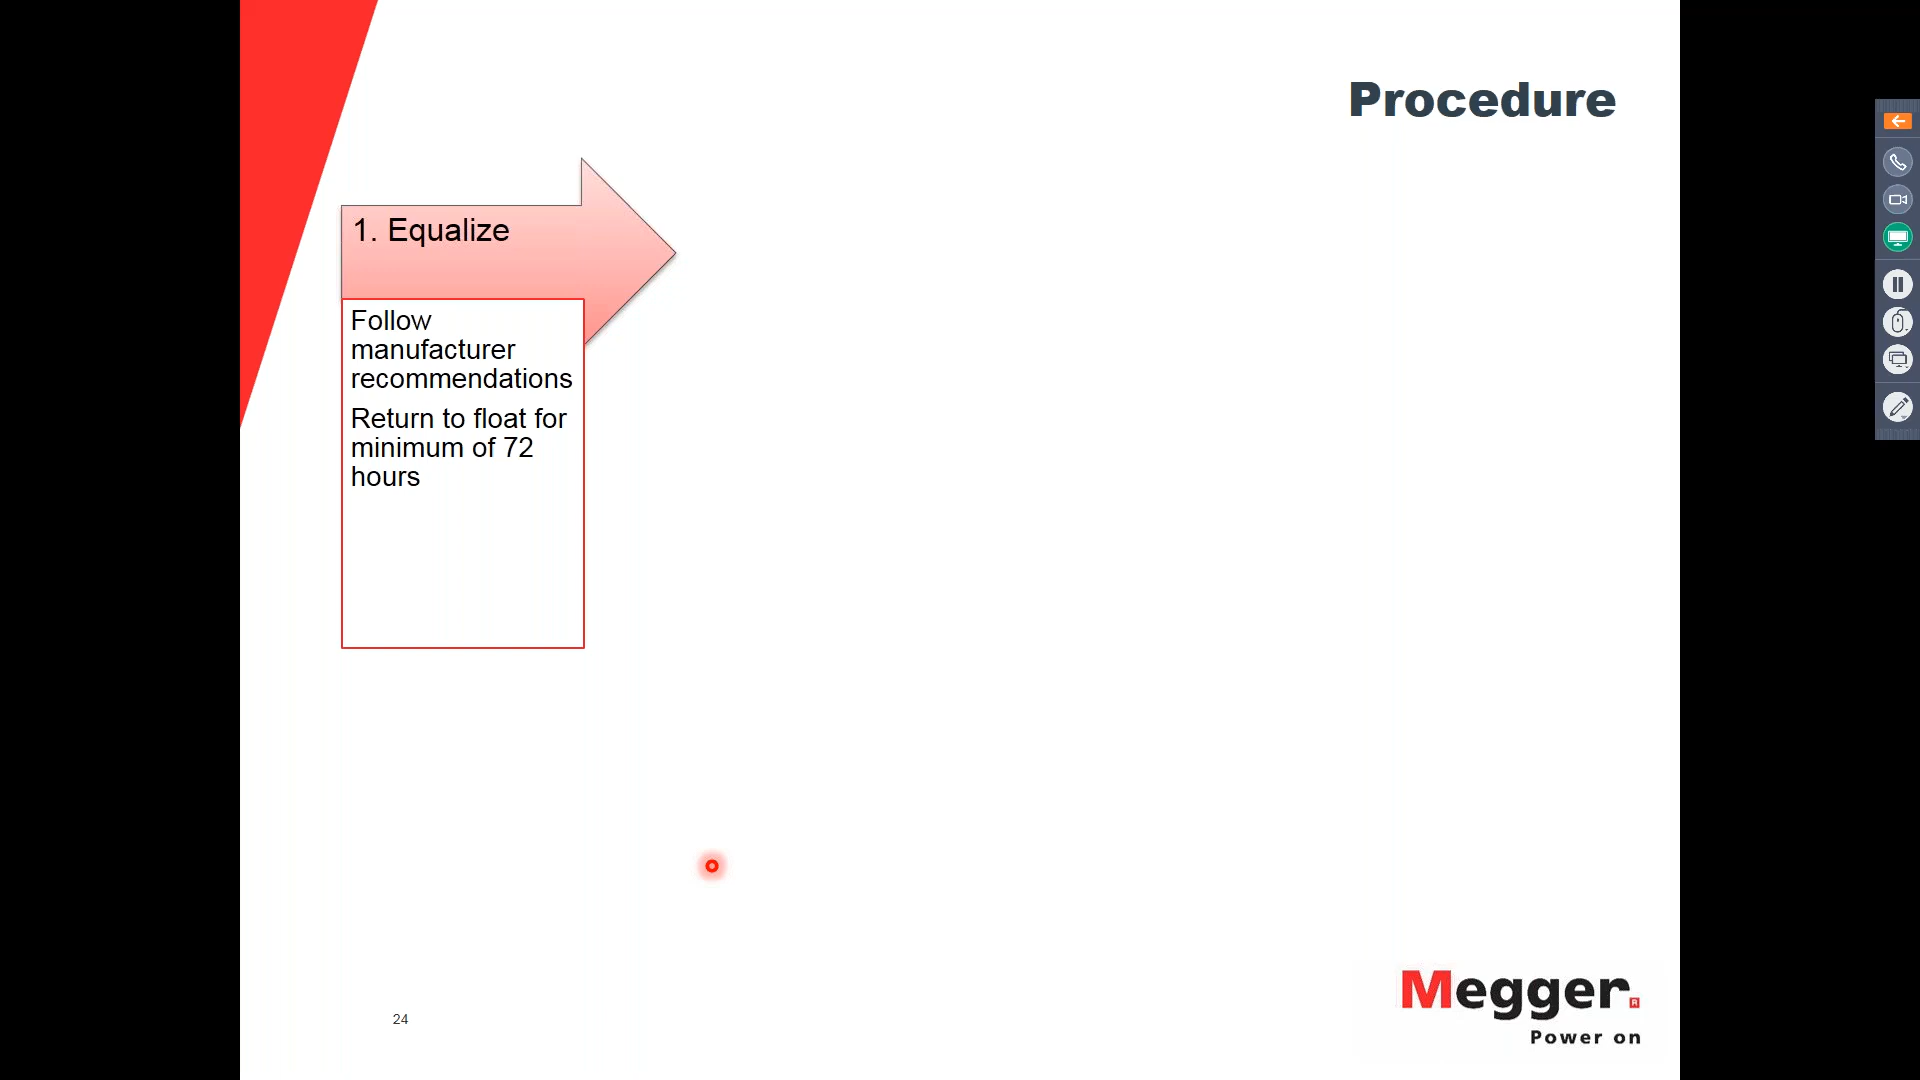 Procedure
1. Equalize
Follow
manufacturer
recommendations
Return to float for
minimum of 72
hours
24
Megger.
R
Power on